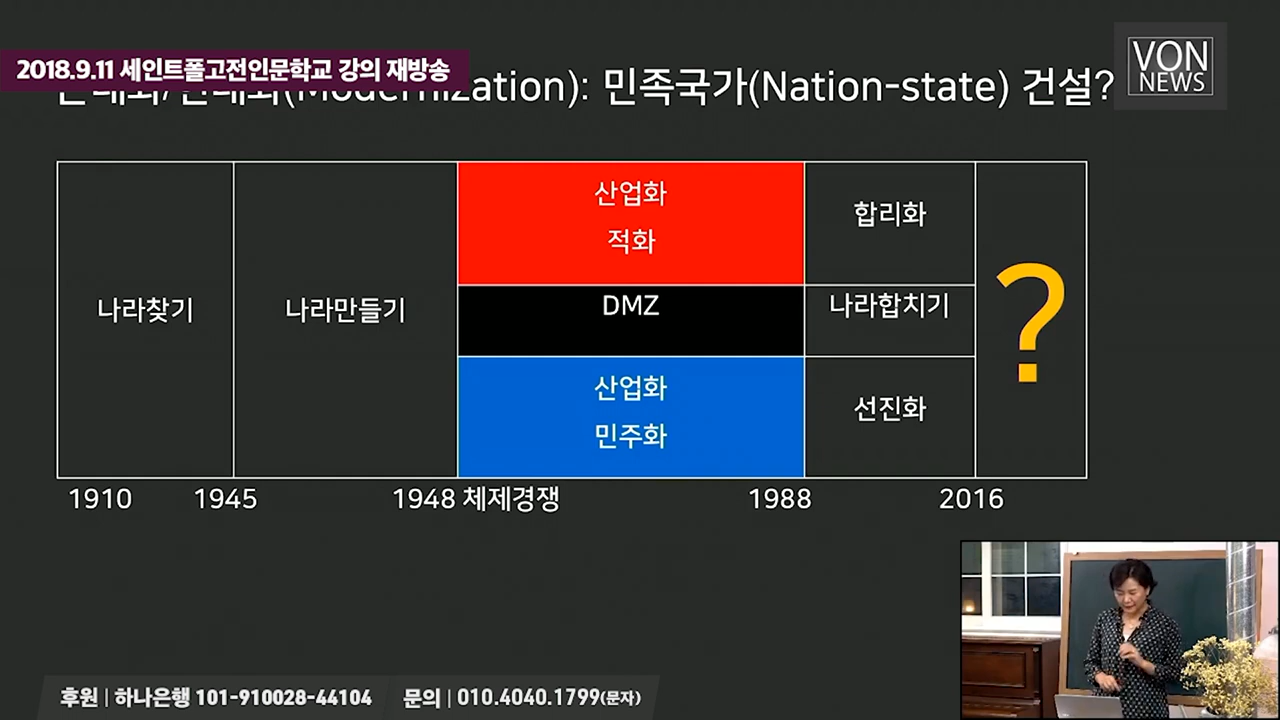 2018.9.11 세인트폴고전인문학교 강의 재방송
VON
NEWS
민족국가(Nation-state) 건설?
산업화
적화
합리화
나라찾기
나라만들기
DMZ
나라합치기
?
산업화
민주화
선진화
1910
1945
1948 체제경쟁
1988
2016
후원 | 하나은행 101-910028-44104
문의 | 010.4040.1799(문자)